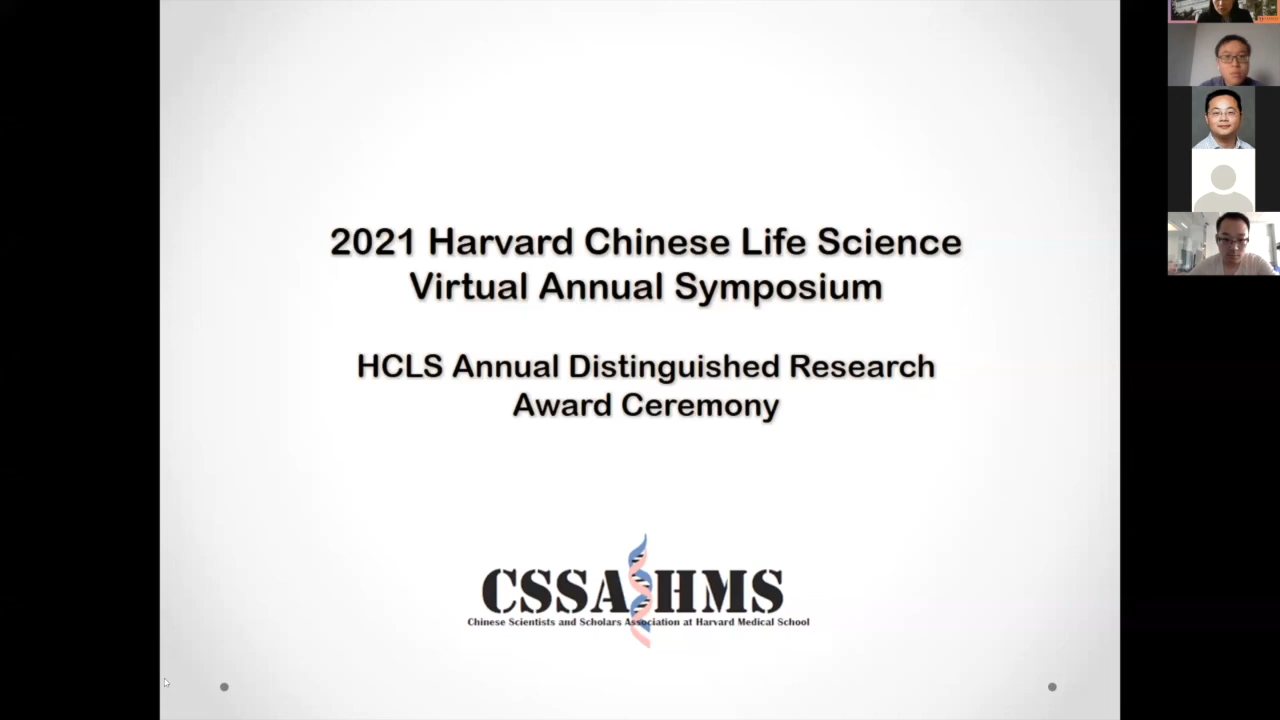 2021 Harvard Chinese Life Science
Virtual Annual Symposium
HCLS Annual Distinguished Research
Award Ceremony
CSSA HMS
Chinese Scientists and Scholars Association at Harvard Medical School